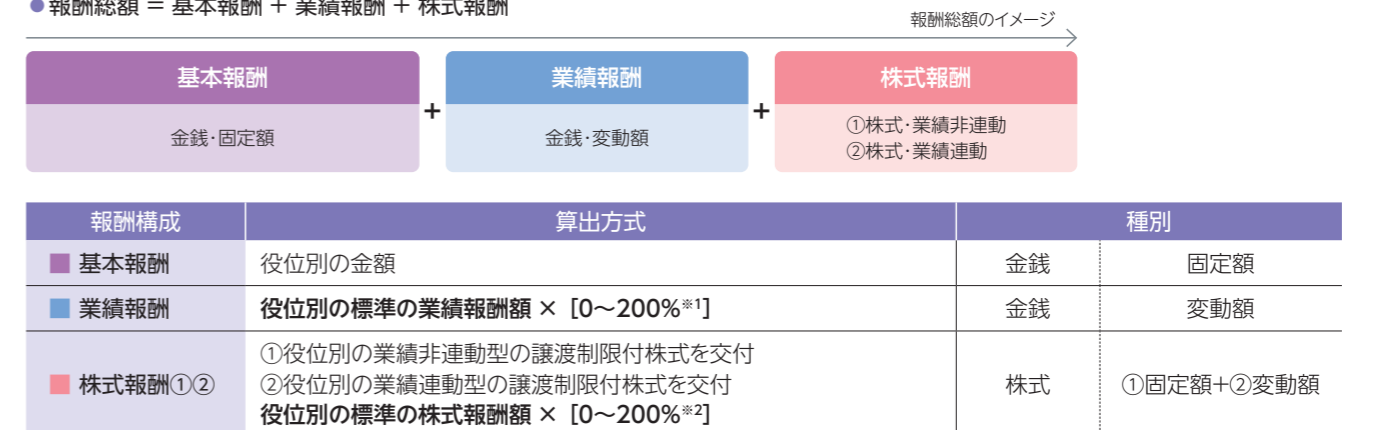 ●報酬総額 = 基本報酬 + 業績報酬 + 株式報酬
報酬総額のイメージ
基本報酬
金銭･固定額
+
業績報酬
金銭･変動額
+
株式報酬
①株式･業績非連動
②株式･業績連動
報酬構成 算出方式 種別
■ 基本報酬 役位別の金額 金銭 固定額
■ 業績報酬 役位別の標準の業績報酬額 × [0〜200%※1] 金銭 変動額
①役位別の業績非連動型の譲渡制限付株式を交付
■ 株式報酬①② ②役位別の業績連動型の譲渡制限付株式を交付 株式 ①固定額+②変動額
役位別の標準の株式報酬額 × [0〜200%※2]